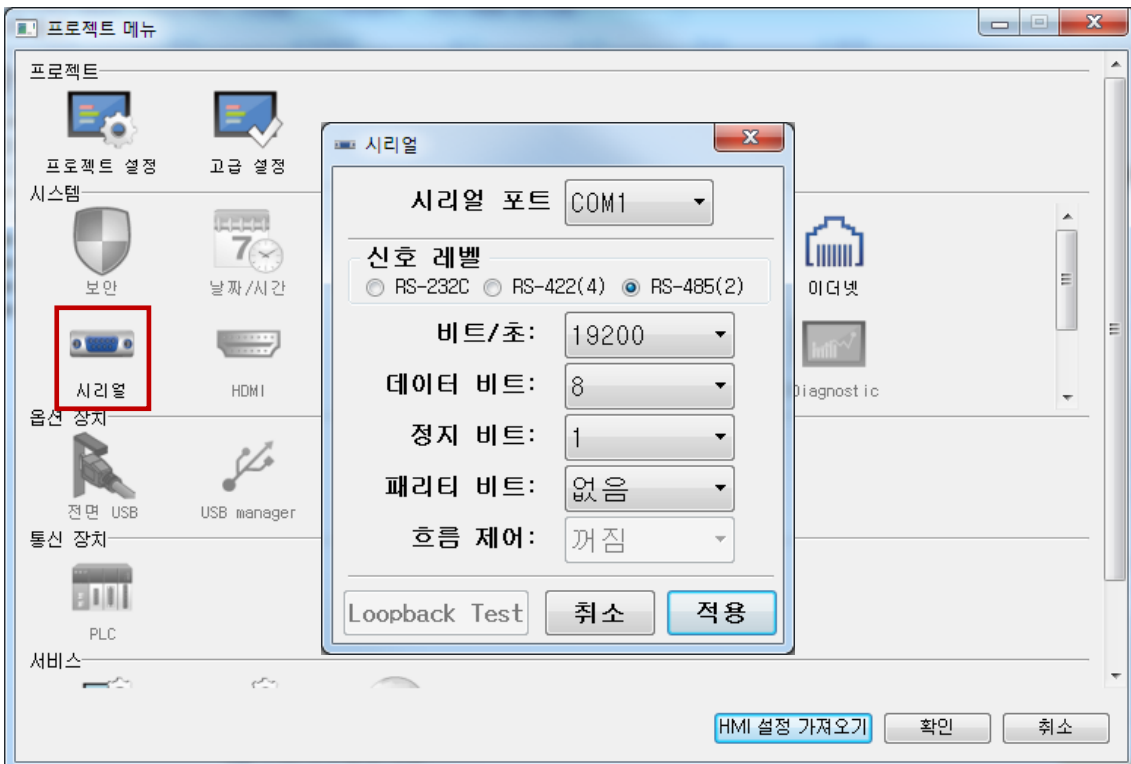 프로젝트 메뉴
프로젝트
프로젝트 설정
고급 설정
시스템
보안
날짜/시간
이더넷
시리얼
HDMI
Diagnostic
옵션 장치
전면 USB
USB manager
통신 장치
PLC
서비스
시리얼
시리얼 포트 COM1
신호 레벨
RS-232C RS-422(4) RS-485(2)
비트/초: 19200
데이터 비트: 8
정지 비트: 1
패리티 비트: 없음
흐름 제어: 꺼짐
Loopback Test 취소 적용
HMI 설정 가져오기 확인 취소